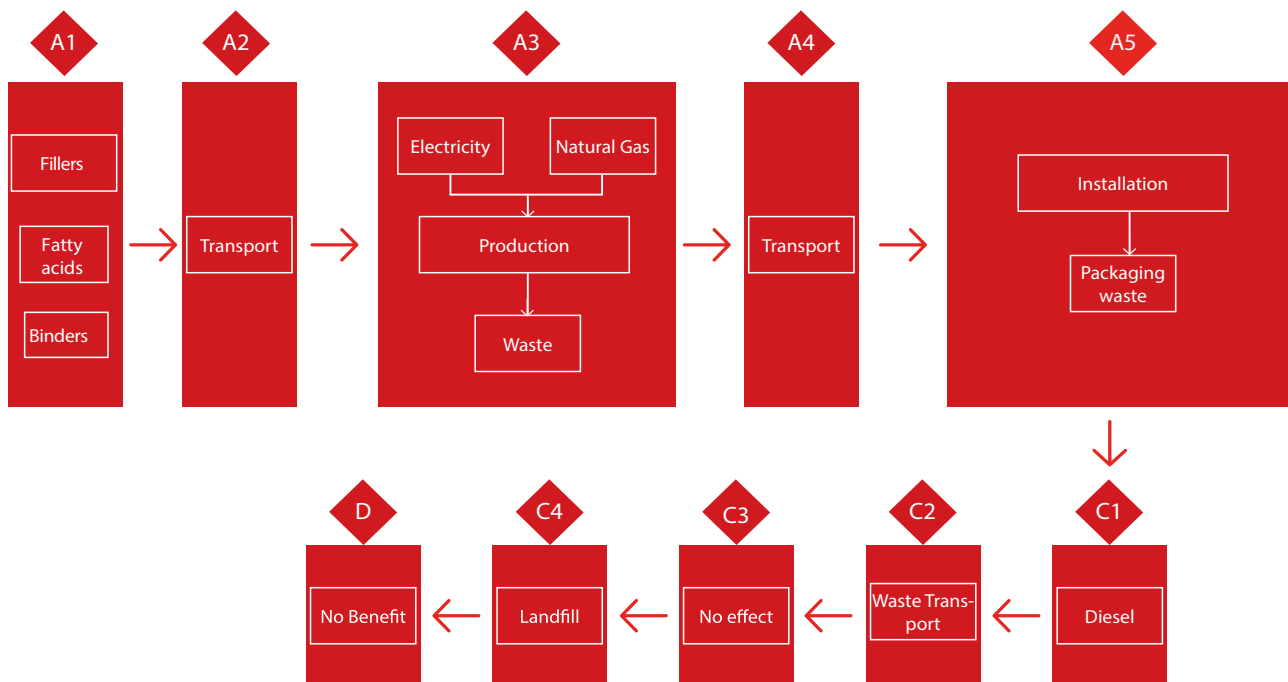 A1
A2
A3
A4
A5
Fillers
Fatty
acids
Binders
Transport
Electricity
Natural Gas
Production
Waste
Transport
Installation
Packaging
waste
D
C4
C3
C2
C1
No Benefit
Landfill
No effect
Waste Trans-
port
Diesel